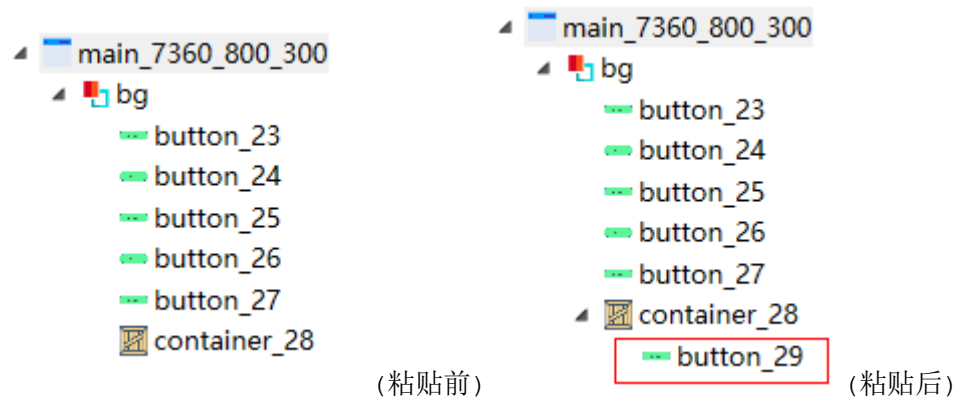 main_7360_800_300
bg
button_23
button_24
button_25
button_26
button_27
container_28
(粘贴前)
main_7360_800_300
bg
button_23
button_24
button_25
button_26
button_27
container_28
button_29
(粘贴后)